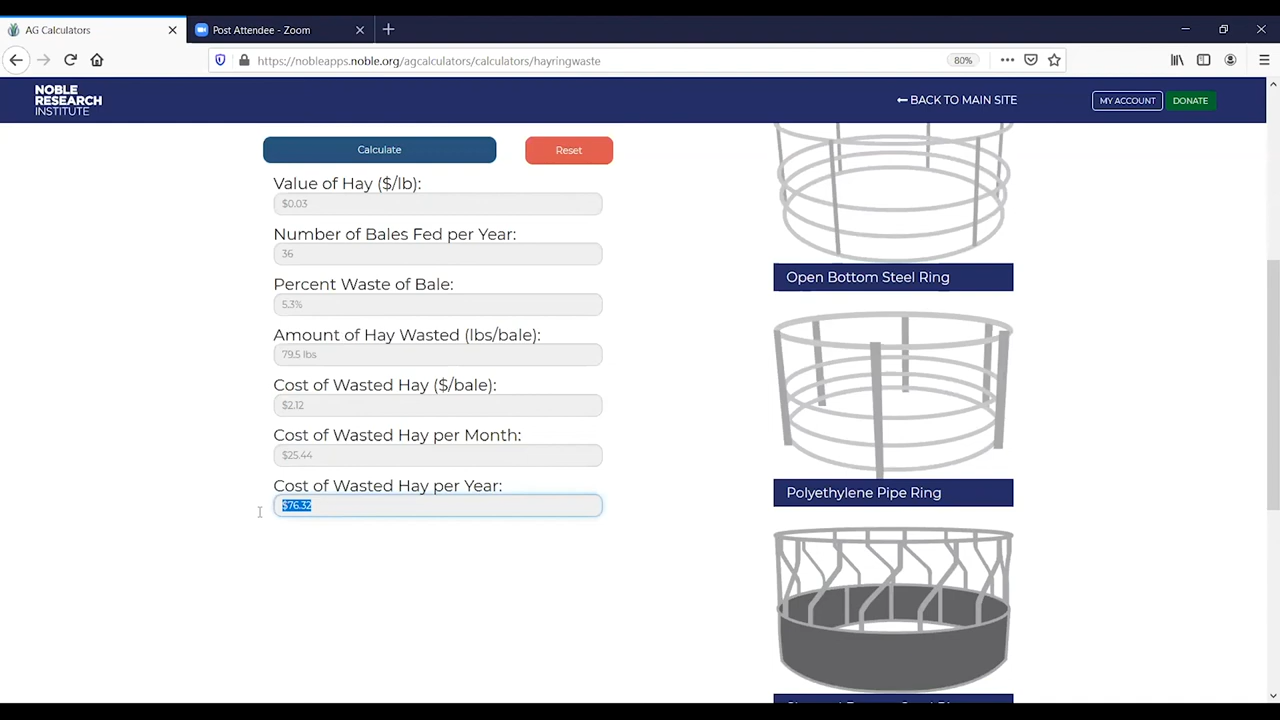 AG Calculators
Post Attendee - Zoom
https://nobleapps.noble.org/agcalculators/calculators/hayringwaste
80%
NOBLE
RESEARCH
INSTITUTE
BACK TO MAIN SITE
MY ACCOUNT
DONATE
Calculate
Reset
Value of Hay ($/lb):
$0.03
Number of Bales Fed per Year:
36
Percent Waste of Bale:
5.3%
Amount of Hay Wasted (lbs/bale):
79.5 lbs
Cost of Wasted Hay ($/bale):
$2.12
Cost of Wasted Hay per Month:
$25.44
Cost of Wasted Hay per Year:
$76.32
Open Bottom Steel Ring
Polyethylene Pipe Ring